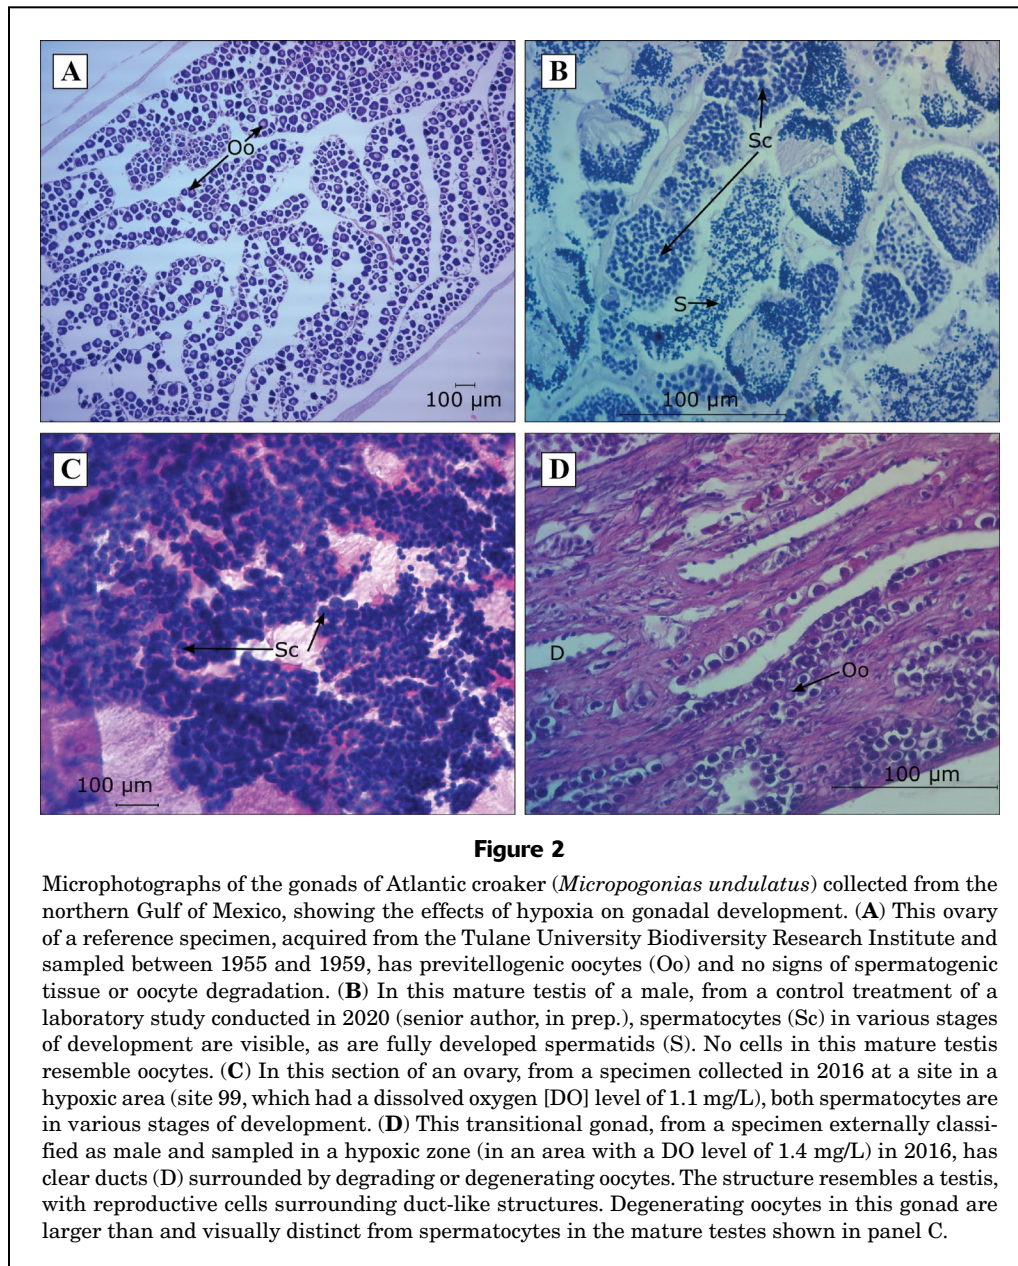 A
Oo
100 µm
B
Sc
S
100 µm
C
Sc
100 µm
D
D
Oo
100 µm
Figure 2
Microphotographs of the gonads of Atlantic croaker (Micropogonias undulatus) collected from the
northern Gulf of Mexico, showing the effects of hypoxia on gonadal development. (A) This ovary
of a reference specimen, acquired from the Tulane University Biodiversity Research Institute and
sampled between 1955 and 1959, has previtellogenic oocytes (Oo) and no signs of spermatogenic
tissue or oocyte degradation. (B) In this mature testis of a male, from a control treatment of a
laboratory study conducted in 2020 (senior author, in prep.), spermatocytes (Sc) in various stages
of development are visible, as are fully developed spermatids (S). No cells in this mature testis
resemble oocytes. (C) In this section of an ovary, from a specimen collected in 2016 at a site in a
hypoxic area (site 99, which had a dissolved oxygen [DO] level of 1.1 mg/L), both spermatocytes are
in various stages of development. (D) This transitional gonad, from a specimen externally classi-
fied as male and sampled in a hypoxic zone (in an area with a DO level of 1.4 mg/L) in 2016, has
clear ducts (D) surrounded by degrading or degenerating oocytes. The structure resembles a testis,
with reproductive cells surrounding duct-like structures. Degenerating oocytes in this gonad are
larger than and visually distinct from spermatocytes in the mature testes shown in panel C.